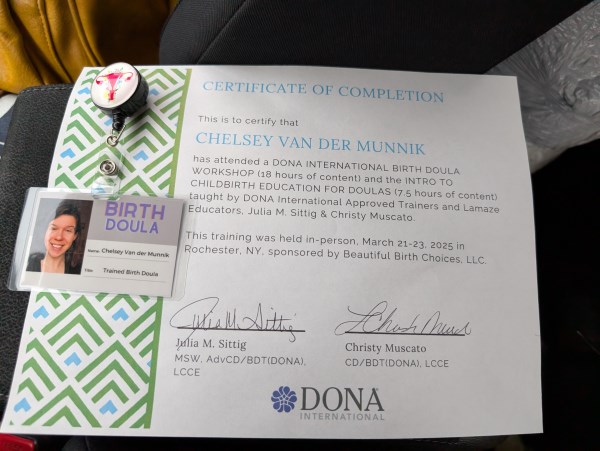 CERTIFICATE OF COMPLETION
This is to certify that
CHELSEY VAN DER MUNNIK
has attended a DONA INTERNATIONAL BIRTH DOULA
WORKSHOP (18 hours of content) and the INTRO TO
CHILDBIRTH EDUCATION FOR DOULAS (7.5 hours of content)
taught by DONA International Approved Trainers and Lamaze
Educators, Julia M. Sittig & Christy Muscato.
This training was held in-person, March 21-23, 2025 in
Rochester, NY, sponsored by Beautiful Birth Choices, LLC.
BIRTH
DOULA
Name: Chelsey Van der Munnik
Title: Trained Birth Doula
Julia M. Sittig
Julia M. Sittig
MSW, AdvCD/BDT(DONA),
LCCE
Christy Muscato
CD/BDT(DONA), LCCE
DONA
INTERNATIONAL